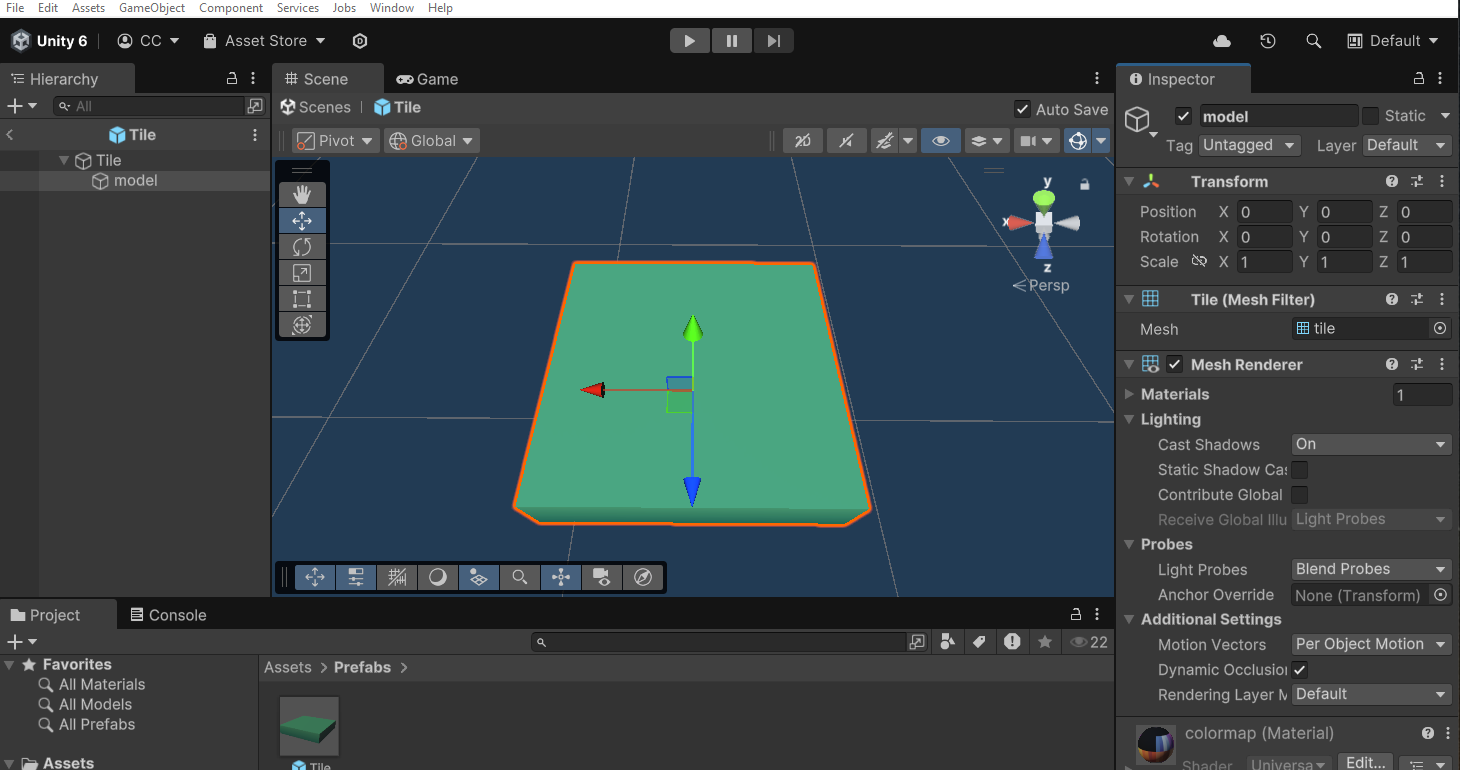 File Edit Assets GameObject Component Services Jobs Window Help
Unity 6 CC Asset Store Default
Hierarchy
All
Tile
Tile
model
Scene Game
Scenes Tile Auto Save
Pivot Global 2D
y
x
z
Persp
Inspector
model Static
Tag Untagged Layer Default
Transform
Position X 0 Y 0 Z 0
Rotation X 0 Y 0 Z 0
Scale X 1 Y 1 Z 1
Tile (Mesh Filter)
Mesh tile
Mesh Renderer
Materials 1
Lighting
Cast Shadows On
Static Shadow Cas
Contribute Global
Receive Global Illu Light Probes
Probes
Light Probes Blend Probes
Anchor Override None (Transform)
Additional Settings
Motion Vectors Per Object Motion
Dynamic Occlusion
Rendering Layer M Default
colormap (Material)
Shader Universa Edit...
Project Console
22
Favorites
All Materials
All Models
All Prefabs
Assets
Assets > Prefabs >
Tile